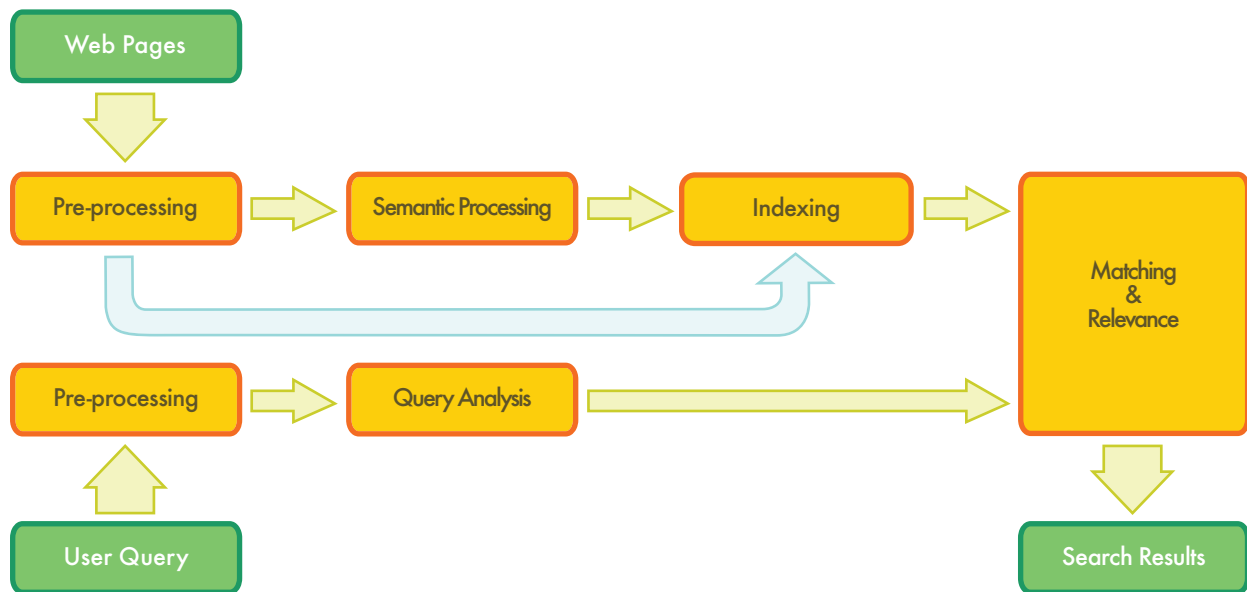 Web Pages
Pre-processing
Semantic Processing
Indexing
Matching
&
Relevance
Pre-processing
Query Analysis
User Query
Search Results